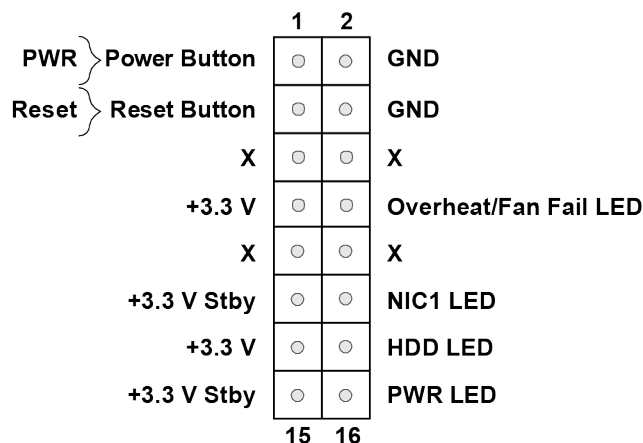 1 2
PWR Power Button GND
Reset Reset Button GND
X X
+3.3 V Overheat/Fan Fail LED
X X
+3.3 V Stby NIC1 LED
+3.3 V HDD LED
+3.3 V Stby PWR LED
15 16